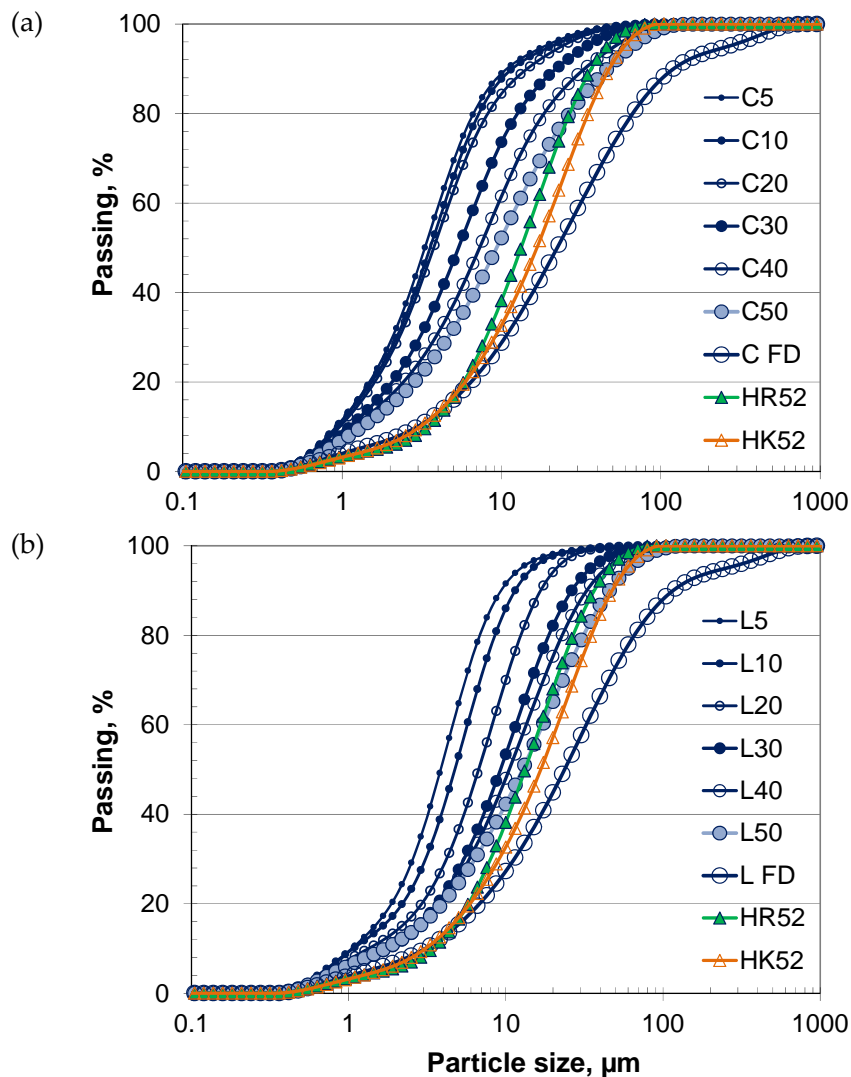 (a)
Passing, %
100
80
60
40
20
0
0.1 1 10 100 1000
C5
C10
C20
C30
C40
C50
C FD
HR52
HK52
(b)
Passing, %
100
80
60
40
20
0
0.1 1 10 100 1000
L5
L10
L20
L30
L40
L50
L FD
HR52
HK52
Particle size, µm